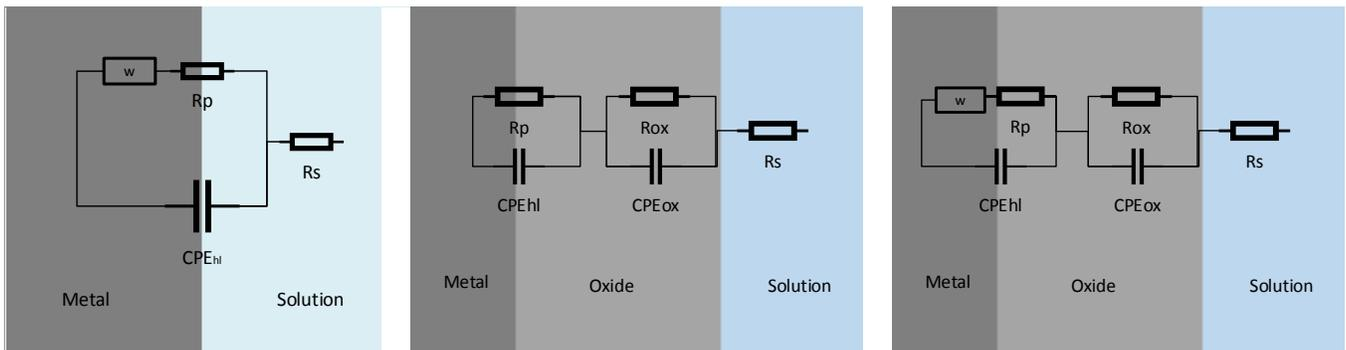 w
Rp
Rs
CPEhl
Metal
Solution
Rp
Rox
Rs
CPEhl
CPEox
Metal
Oxide
Solution
w
Rp
Rox
Rs
CPEhl
CPEox
Metal
Oxide
Solution